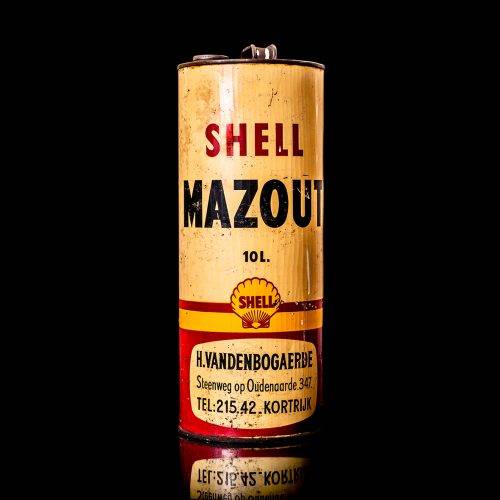 SHELL
MAZOUT
10L.
SHELL
H.VANDENBOGAERDE
Steenweg op Oudenaarde.347.
TEL:215.42.KORTRIJK